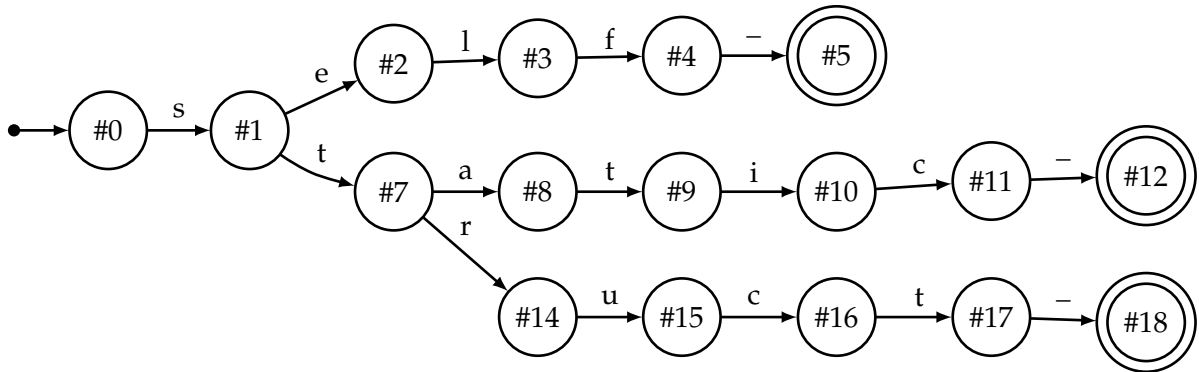 e l f –
#2 #3 #4 #5
s
#0 #1
t a t i c –
#7 #8 #9 #10 #11 #12
r
u c t –
#14 #15 #16 #17 #18